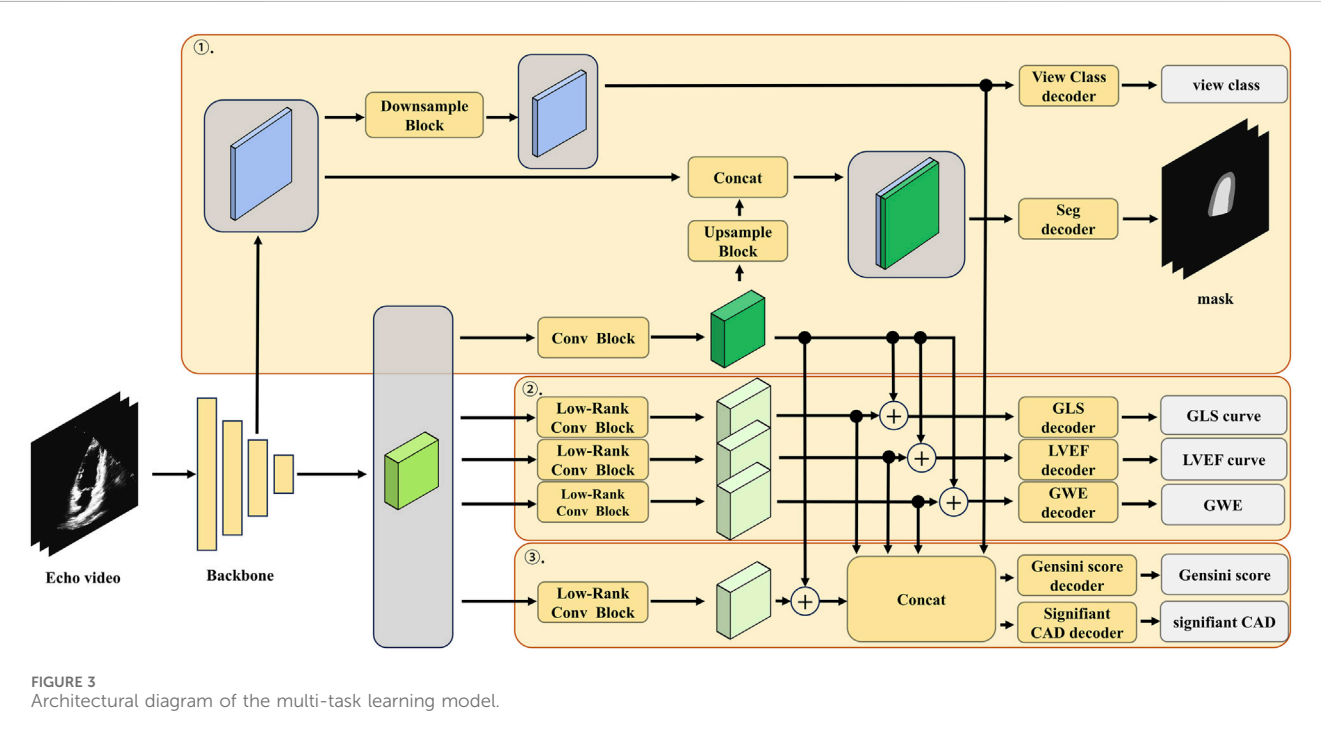 ①.
Downsample
Block
View Class
decoder
view class
Concat
Upsample
Block
Seg
decoder
mask
Conv Block
②.
Low-Rank
Conv Block
GLS
decoder
GLS curve
Low-Rank
Conv Block
LVEF
decoder
LVEF curve
Low-Rank
Conv Block
GWE
decoder
GWE
Echo video
Backbone
③.
Low-Rank
Conv Block
Concat
Gensini score
decoder
Gensini score
Signifiant
CAD decoder
signifiant CAD
FIGURE 3
Architectural diagram of the multi-task learning model.